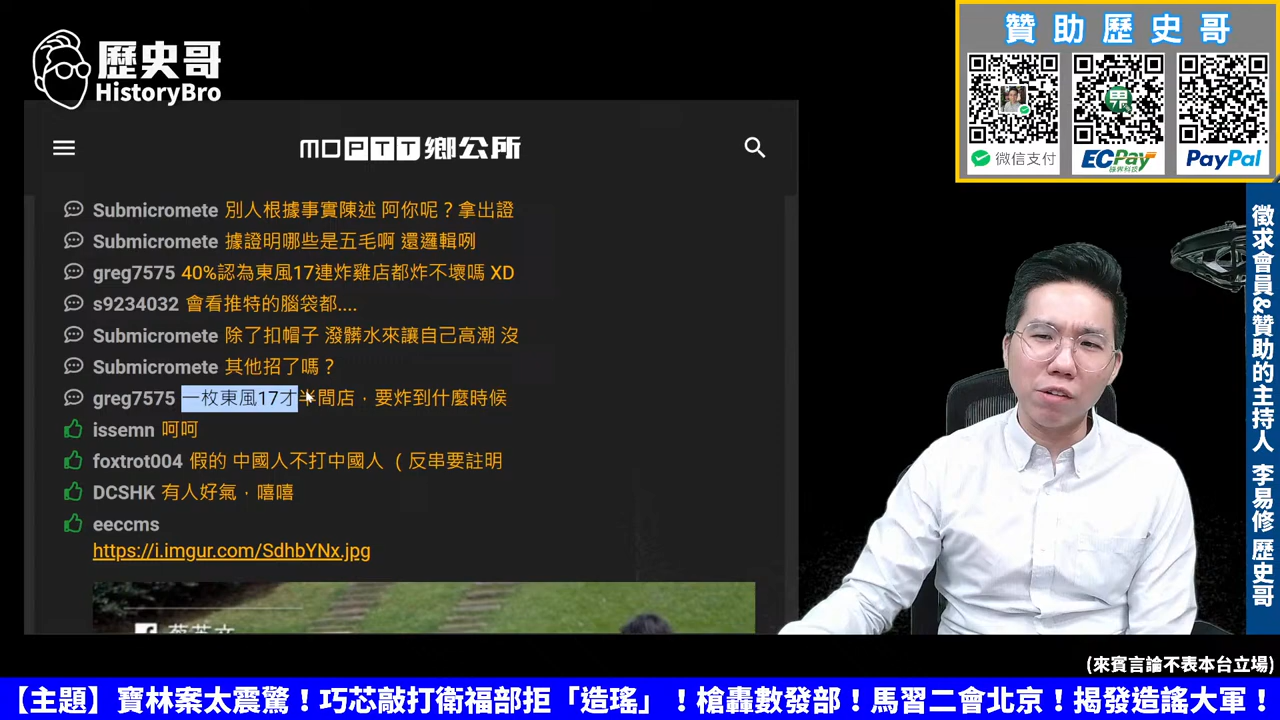 歷史哥
HistoryBro
贊助歷史哥
微信支付
ECPay
綠界科技
PayPal
MOPTT鄉公所
Submicromete 別人根據事實陳述 阿你呢？拿出證
Submicromete 據證明哪些是五毛啊 還邏輯咧
greg7575 40%認為東風17連炸雞店都炸不壞嗎 XD
s9234032 會看推特的腦袋都....
Submicromete 除了扣帽子 潑髒水來讓自己高潮 沒
Submicromete 其他招了嗎？
greg7575 一枚東風17才半間店，要炸到什麼時候
issemn 呵呵
foxtrot004 假的 中國人不打中國人 （反串要註明
DCSHK 有人好氣，嘻嘻
eeccms
https://i.imgur.com/SdhbYNx.jpg
蔡英文
徵求會員&贊助的主持人 李易修 歷史哥
(來賓言論不表本台立場)
【主題】寶林案太震驚！巧芯敲打衛福部拒「造瑤」！槍轟數發部！馬習二會北京！揭發造謠大軍！